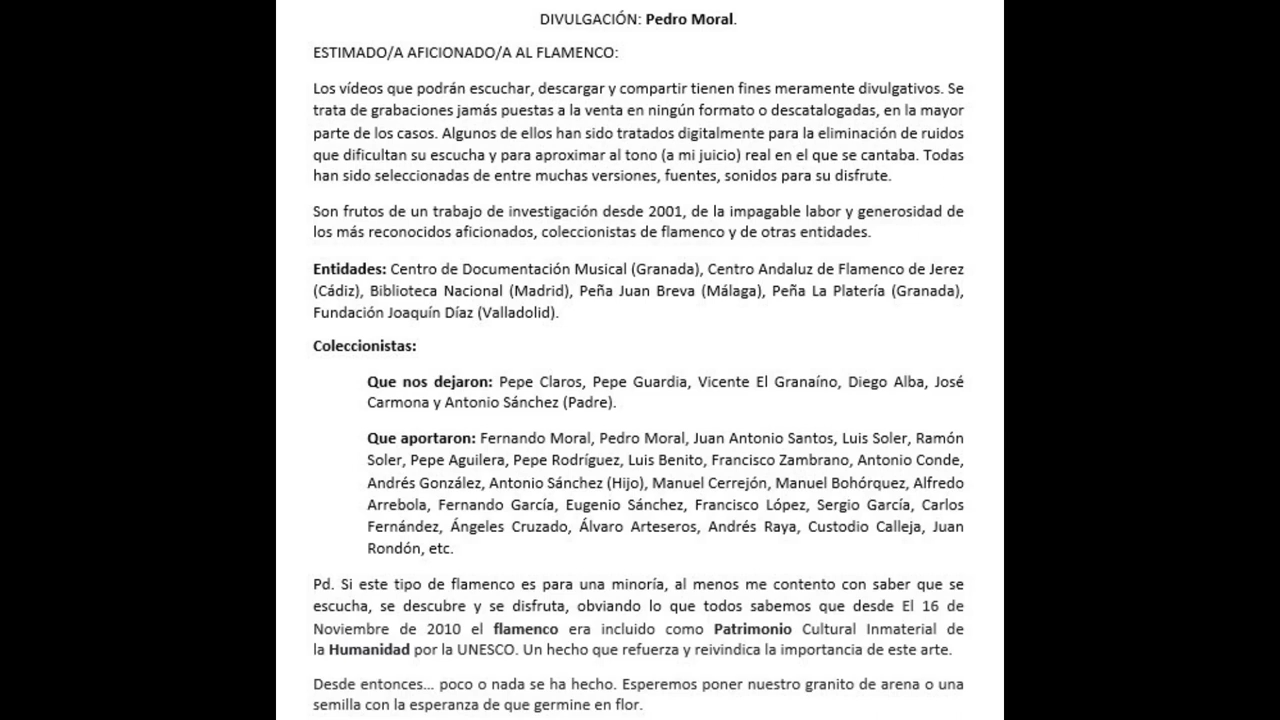 DIVULGACIÓN: Pedro Moral.
ESTIMADO/A AFICIONADO/A AL FLAMENCO:
Los vídeos que podrán escuchar, descargar y compartir tienen fines meramente divulgativos. Se
trata de grabaciones jamás puestas a la venta en ningún formato o descatalogadas, en la mayor
parte de los casos. Algunos de ellos han sido tratados digitalmente para la eliminación de ruidos
que dificultan su escucha y para aproximar al tono (a mi juicio) real en el que se cantaba. Todas
han sido seleccionadas de entre muchas versiones, fuentes, sonidos para su disfrute.
Son frutos de un trabajo de investigación desde 2001, de la impagable labor y generosidad de
los más reconocidos aficionados, coleccionistas de flamenco y de otras entidades.
Entidades: Centro de Documentación Musical (Granada), Centro Andaluz de Flamenco de Jerez
(Cádiz), Biblioteca Nacional (Madrid), Peña Juan Breva (Málaga), Peña La Platería (Granada),
Fundación Joaquín Díaz (Valladolid).
Coleccionistas:
Que nos dejaron: Pepe Claros, Pepe Guardia, Vicente El Granaíno, Diego Alba, José
Carmona y Antonio Sánchez (Padre).
Que aportaron: Fernando Moral, Pedro Moral, Juan Antonio Santos, Luis Soler, Ramón
Soler, Pepe Aguilera, Pepe Rodríguez, Luis Benito, Francisco Zambrano, Antonio Conde,
Andrés González, Antonio Sánchez (Hijo), Manuel Cerrejón, Manuel Bohórquez, Alfredo
Arrebola, Fernando García, Eugenio Sánchez, Francisco López, Sergio García, Carlos
Fernández, Ángeles Cruzado, Álvaro Arteseros, Andrés Raya, Custodio Calleja, Juan
Rondón, etc.
Pd. Si este tipo de flamenco es para una minoría, al menos me contento con saber que se
escucha, se descubre y se disfruta, obviando lo que todos sabemos que desde El 16 de
Noviembre de 2010 el flamenco era incluido como Patrimonio Cultural Inmaterial de
la Humanidad por la UNESCO. Un hecho que refuerza y reivindica la importancia de este arte.
Desde entonces... poco o nada se ha hecho. Esperemos poner nuestro granito de arena o una
semilla con la esperanza de que germine en flor.